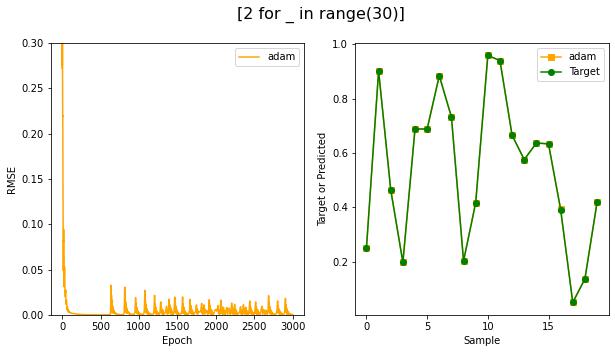 [2 for _ in range(30)]
adam
0.30
0.25
0.20
0.15
0.10
0.05
0.00
RMSE
0 500 1000 1500 2000 2500 3000
Epoch
adam
Target
1.0
0.8
0.6
0.4
0.2
Target or Predicted
0 5 10 15
Sample